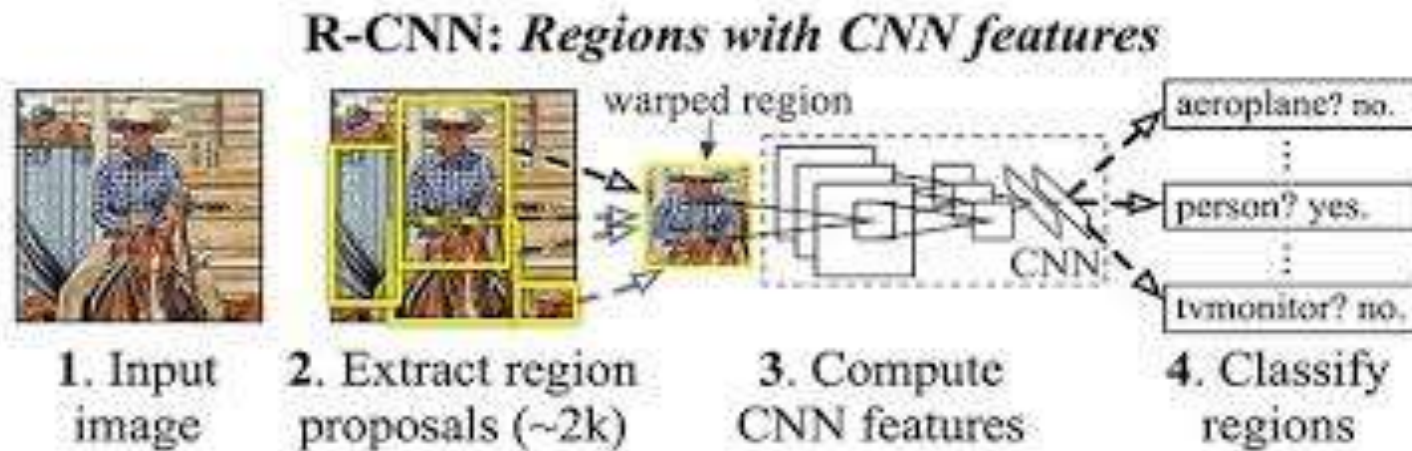 R-CNN: Regions with CNN features
warped region
aeroplane? no.
person? yes.
CNN
tvmonitor? no.
1. Input
image
2. Extract region
proposals (~2k)
3. Compute
CNN features
4. Classify
regions